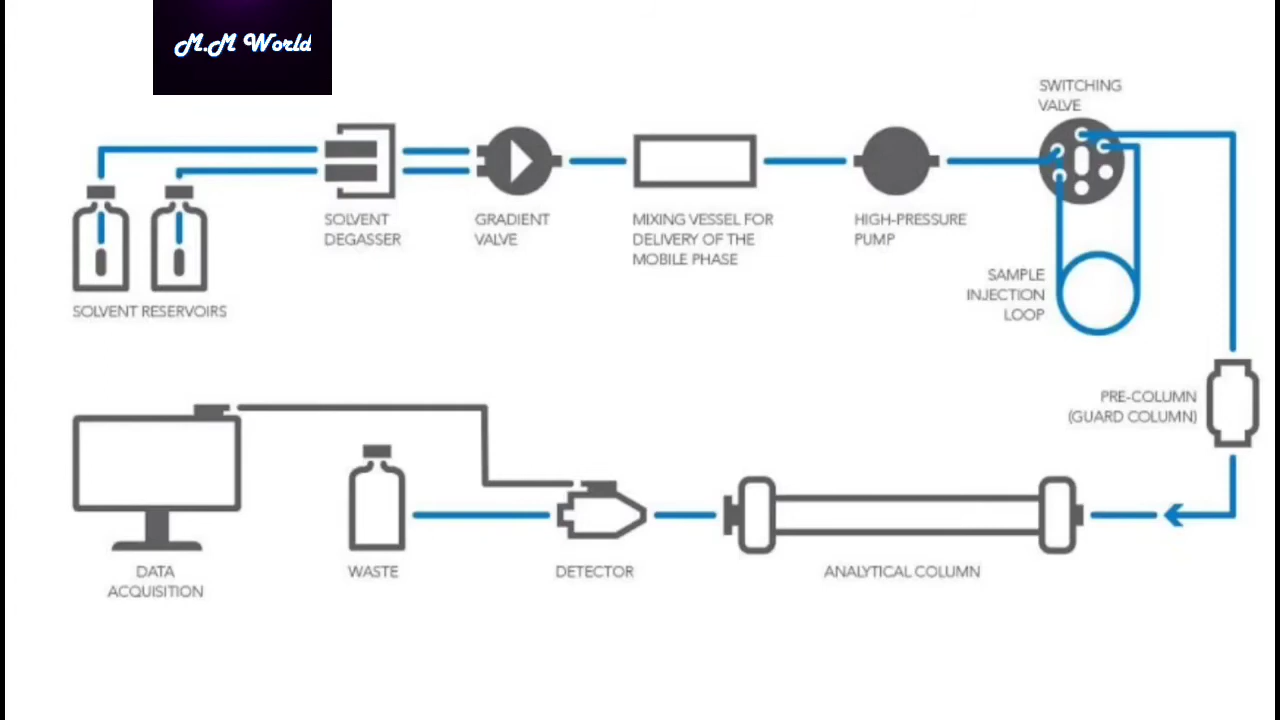 M.M World
SWITCHING
VALVE
SOLVENT
DEGASSER
GRADIENT
VALVE
MIXING VESSEL FOR
DELIVERY OF THE
MOBILE PHASE
HIGH-PRESSURE
PUMP
SAMPLE
INJECTION
LOOP
SOLVENT RESERVOIRS
PRE-COLUMN
(GUARD COLUMN)
DATA
ACQUISITION
WASTE
DETECTOR
ANALYTICAL COLUMN